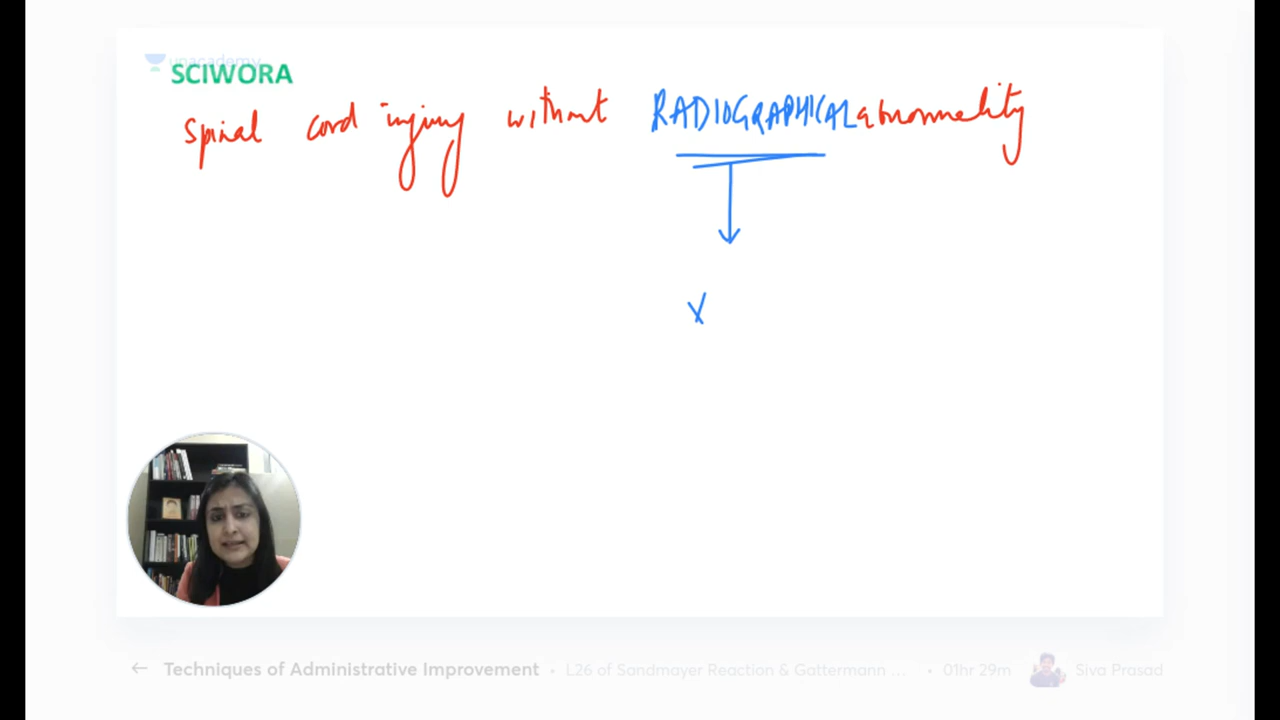 unacademy
SCIWORA
Spinal cord injury without RADIOGRAPHICAL abnormality
X
← Techniques of Administrative Improvement • L26 of Sandmayer Reaction & Gattermann ... • 01hr 29m Siva Prasad